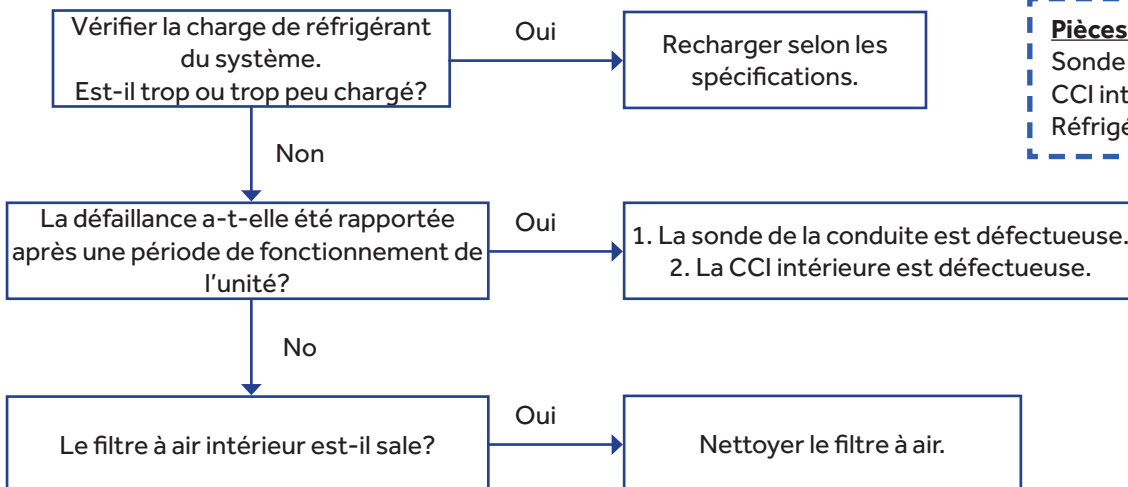 Vérifier la charge de réfrigérant
du système.
Est-il trop ou trop peu chargé?
Oui
Recharger selon les
spécifications.
Pièces
Sonde
CCI int
Réfrigé
Non
La défaillance a-t-elle été rapportée
après une période de fonctionnement de
l'unité?
Oui
1. La sonde de la conduite est défectueuse.
2. La CCI intérieure est défectueuse.
No
Le filtre à air intérieur est-il sale?
Oui
Nettoyer le filtre à air.